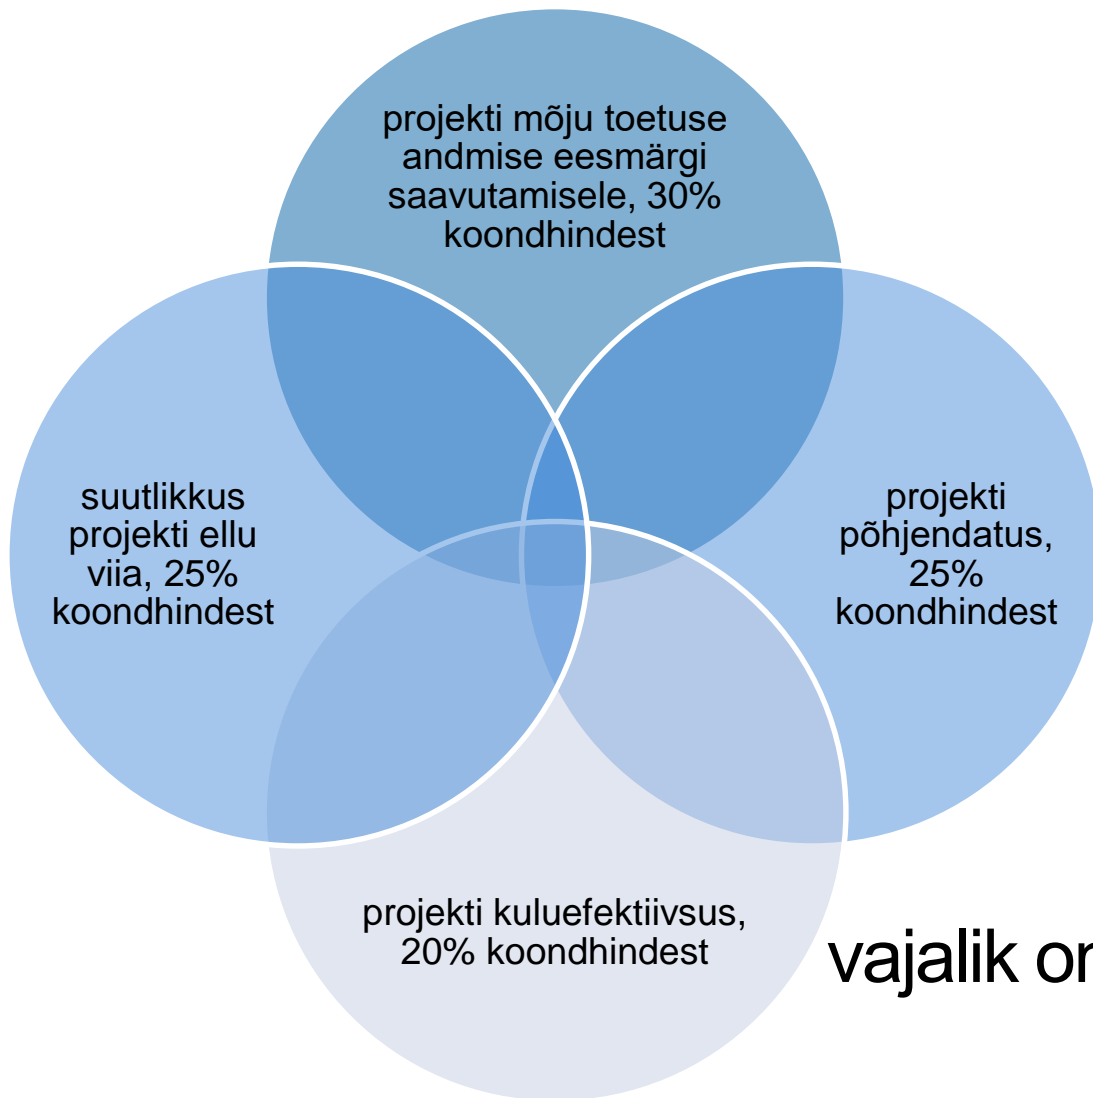 projekti mõju toetuse
andmise eesmärgi
saavutamisele, 30%
koondhindest
suutlikkus
projekti ellu
viia, 25%
koondhindest
projekti
põhjendatus,
25%
koondhindest
projekti kuluefektiivsus,
20% koondhindest
vajalik